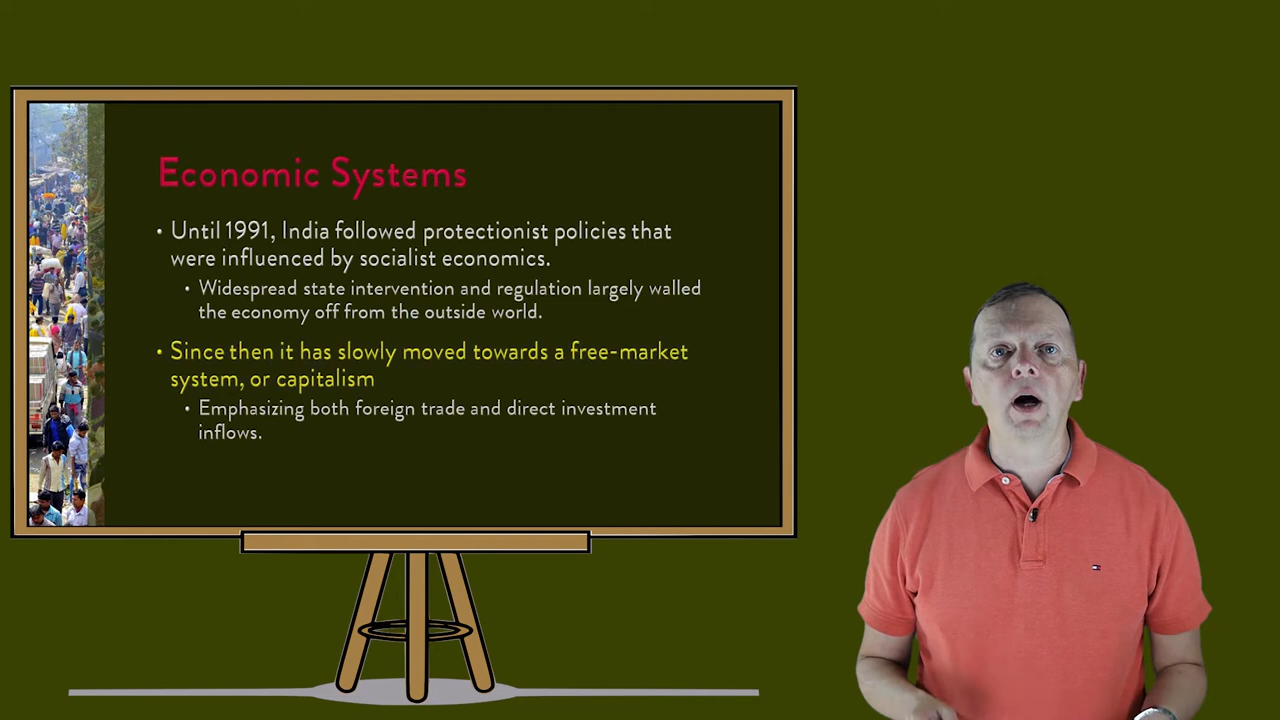 Economic Systems
• Until 1991, India followed protectionist policies that
were influenced by socialist economics.
• Widespread state intervention and regulation largely walled
the economy off from the outside world.
• Since then it has slowly moved towards a free-market
system, or capitalism
• Emphasizing both foreign trade and direct investment
inflows.